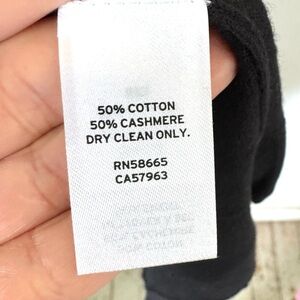 50% COTTON
50% CASHMERE
DRY CLEAN ONLY.
RN58665
CA57963